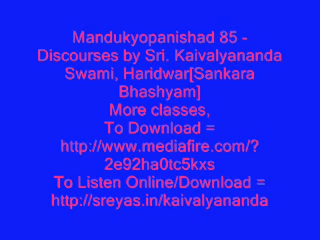 Mandukyopanishad 85 -
Discourses by Sri. Kaivalyananda
Swami, Haridwar[Sankara
Bhashyam]
More classes,
To Download =
http://www.mediafire.com/?
2e92ha0tc5kxs
To Listen Online/Download =
http://sreyas.in/kaivalyananda